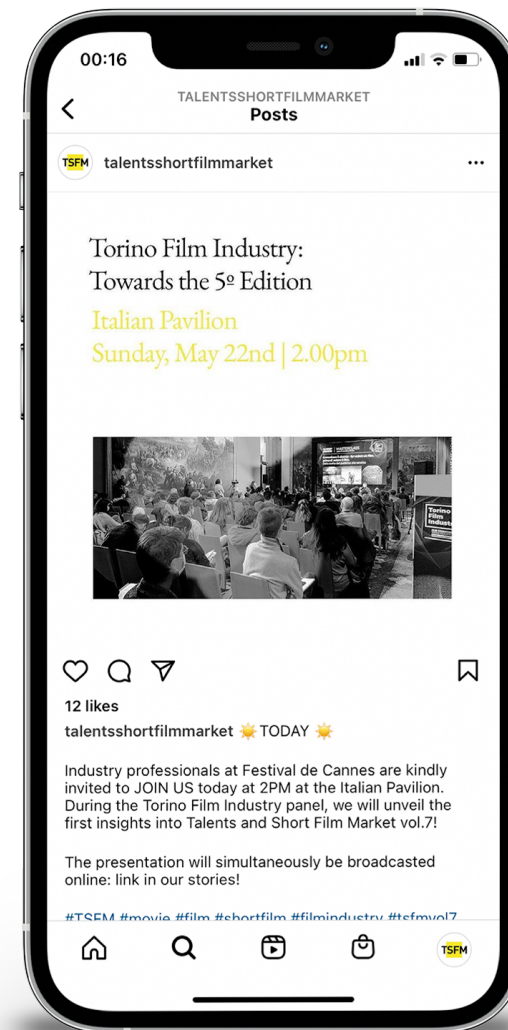 00:16
TALENTSSHORTFILMMARKET
Posts
TSFM
talentsshortfilmmarket
Torino Film Industry:
Towards the 5º Edition
Italian Pavilion
Sunday, May 22nd | 2.00pm
MASTERCLASS
Torino
Film
Indust
12 likes
talentsshortfilmmarket ☀️ TODAY ☀️
Industry professionals at Festival de Cannes are kindly
invited to JOIN US today at 2PM at the Italian Pavilion.
During the Torino Film Industry panel, we will unveil the
first insights into Talents and Short Film Market vol.7!
The presentation will simultaneously be broadcasted
online: link in our stories!
#TSFM #movie #film #shortfilm #filmindustry #tsfmvol7
TSFM